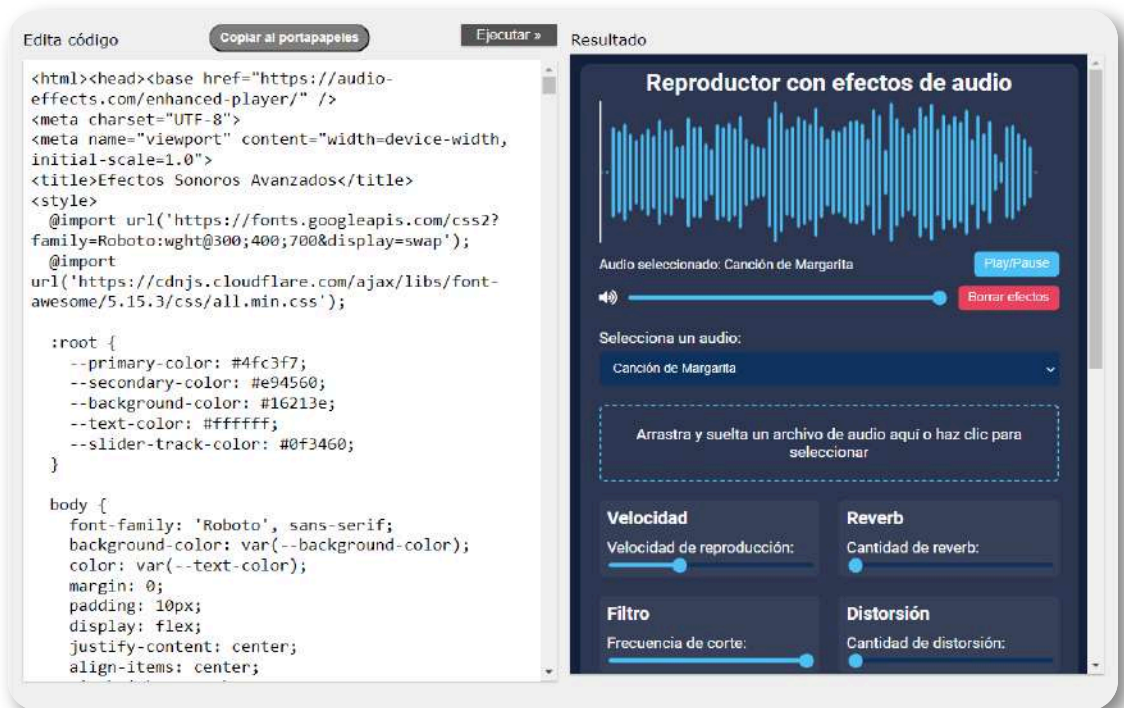 Edita código
Copiar al portapapeles
Ejecutar »
<html><head><base href="https://audio-
effects.com/enhanced-player/" />
<meta charset="UTF-8">
<meta name="viewport" content="width=device-width,
initial-scale=1.0">
<title>Efectos Sonoros Avanzados</title>
<style>
@import url('https://fonts.googleapis.com/css2?
family=Roboto:wght@300;400;700&display=swap');
@import
url('https://cdnjs.cloudflare.com/ajax/libs/font-
awesome/5.15.3/css/all.min.css');
:root {
--primary-color: #4fc3f7;
--secondary-color: #e94560;
--background-color: #16213e;
--text-color: #ffffff;
--slider-track-color: #0f3460;
}
body {
font-family: 'Roboto', sans-serif;
background-color: var(--background-color);
color: var(--text-color);
margin: 0;
padding: 10px;
display: flex;
justify-content: center;
align-items: center;
Resultado
Reproductor con efectos de audio
Audio seleccionado: Canción de Margarita
Play/Pause
Borrar efectos
Selecciona un audio:
Canción de Margarita
Arrastra y suelta un archivo de audio aquí o haz clic para
seleccionar
Velocidad
Velocidad de reproducción:
Reverb
Cantidad de reverb:
Filtro
Frecuencia de corte:
Distorsión
Cantidad de distorsión: